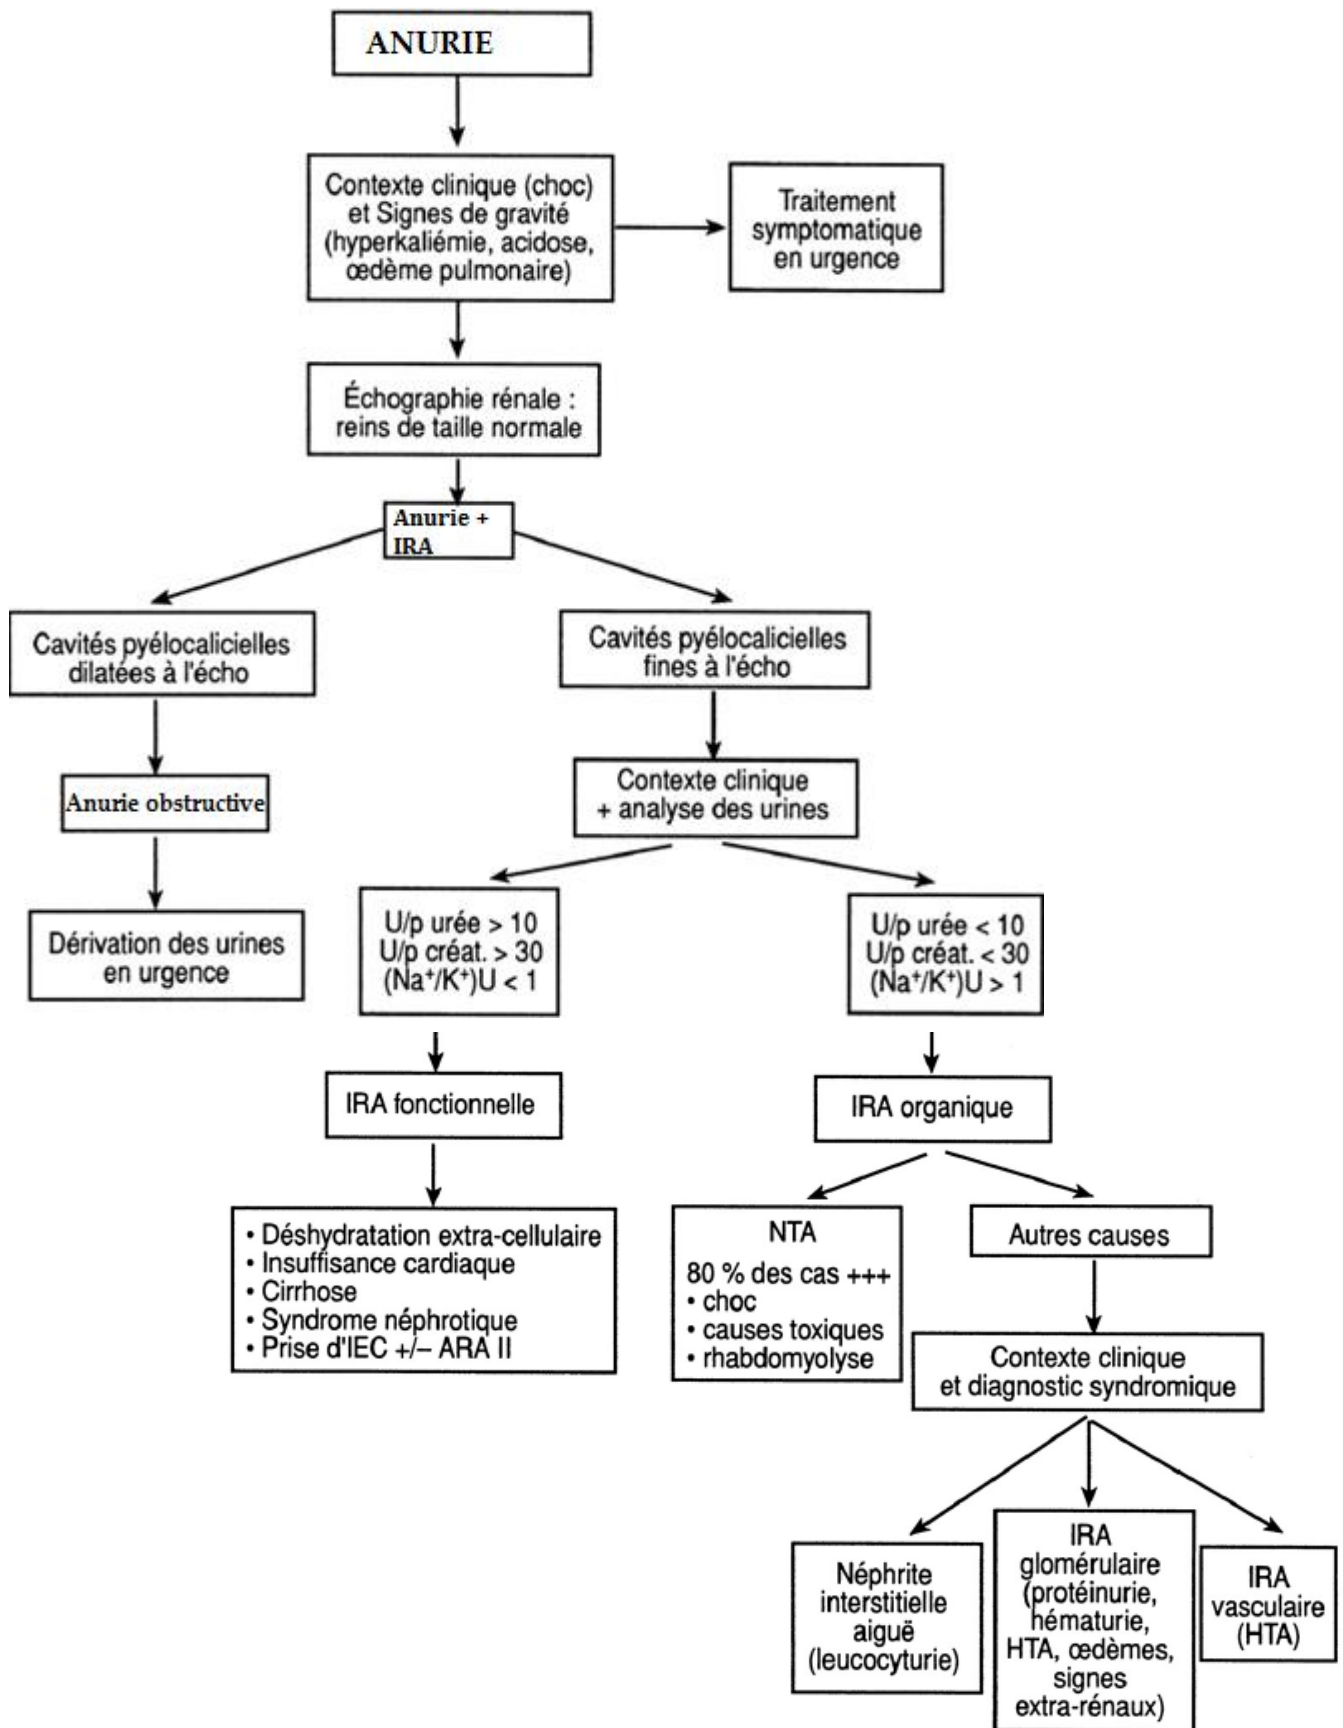 ANURIE
Contexte clinique (choc)
et Signes de gravité
(hyperkaliémie, acidose,
œdème pulmonaire)
Traitement
symptomatique
en urgence
Échographie rénale :
reins de taille normale
Anurie +
IRA
Cavités pyélocalicielles
dilatées à l'écho
Cavités pyélocalicielles
fines à l'écho
Anurie obstructive
Contexte clinique
+ analyse des urines
Dérivation des urines
en urgence
U/p urée > 10
U/p créat. > 30
(Na⁺/K⁺)U < 1
U/p urée < 10
U/p créat. < 30
(Na⁺/K⁺)U > 1
IRA fonctionnelle
IRA organique
• Déshydratation extra-cellulaire
• Insuffisance cardiaque
• Cirrhose
• Syndrome néphrotique
• Prise d'IEC +/– ARA II
NTA
80 % des cas +++
• choc
• causes toxiques
• rhabdomyolyse
Autres causes
Contexte clinique
et diagnostic syndromique
Néphrite
interstitielle
aiguë
(leucocyturie)
IRA
glomérulaire
(protéinurie,
hématurie,
HTA, œdèmes,
signes
extra-rénaux)
IRA
vasculaire
(HTA)